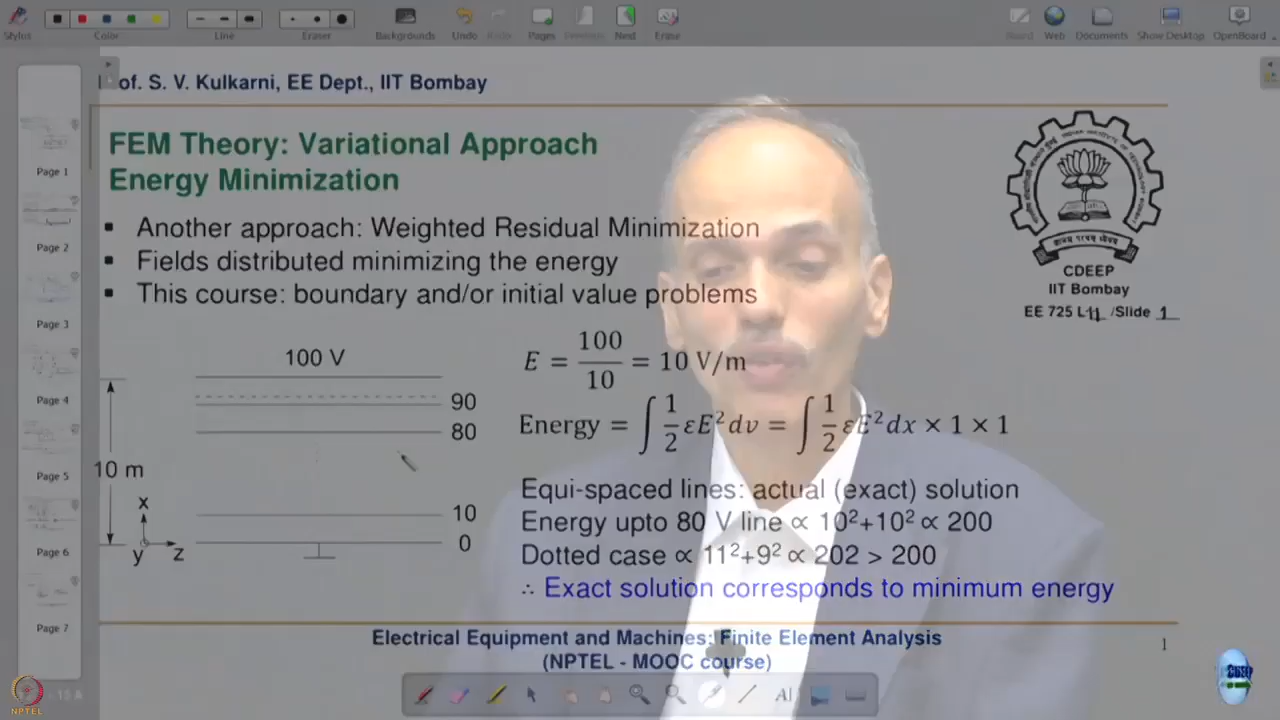 Stylus
Color
Line
Eraser
Backgrounds
Undo
Redo
Pages
Previous
Next
Erase
Board
Web
Documents
Show Desktop
OpenBoard
Prof. S. V. Kulkarni, EE Dept., IIT Bombay
FEM Theory: Variational Approach
Energy Minimization
▪ Another approach: Weighted Residual Minimization
▪ Fields distributed minimizing the energy
▪ This course: boundary and/or initial value problems
CDEEP
IIT Bombay
EE 725 L11 /Slide 1
Page 1
Page 2
Page 3
Page 4
Page 5
Page 6
Page 7
100 V
90
80
10 m
x
10
y
z
0
E = 100/10 = 10 V/m
Energy = ∫ 1/2 εE² dv = ∫ 1/2 εE² dx × 1 × 1
Equi-spaced lines: actual (exact) solution
Energy upto 80 V line ∝ 10²+10² ∝ 200
Dotted case ∝ 11²+9² ∝ 202 > 200
∴ Exact solution corresponds to minimum energy
Electrical Equipment and Machines: Finite Element Analysis
(NPTEL - MOOC course)
1
NPTEL